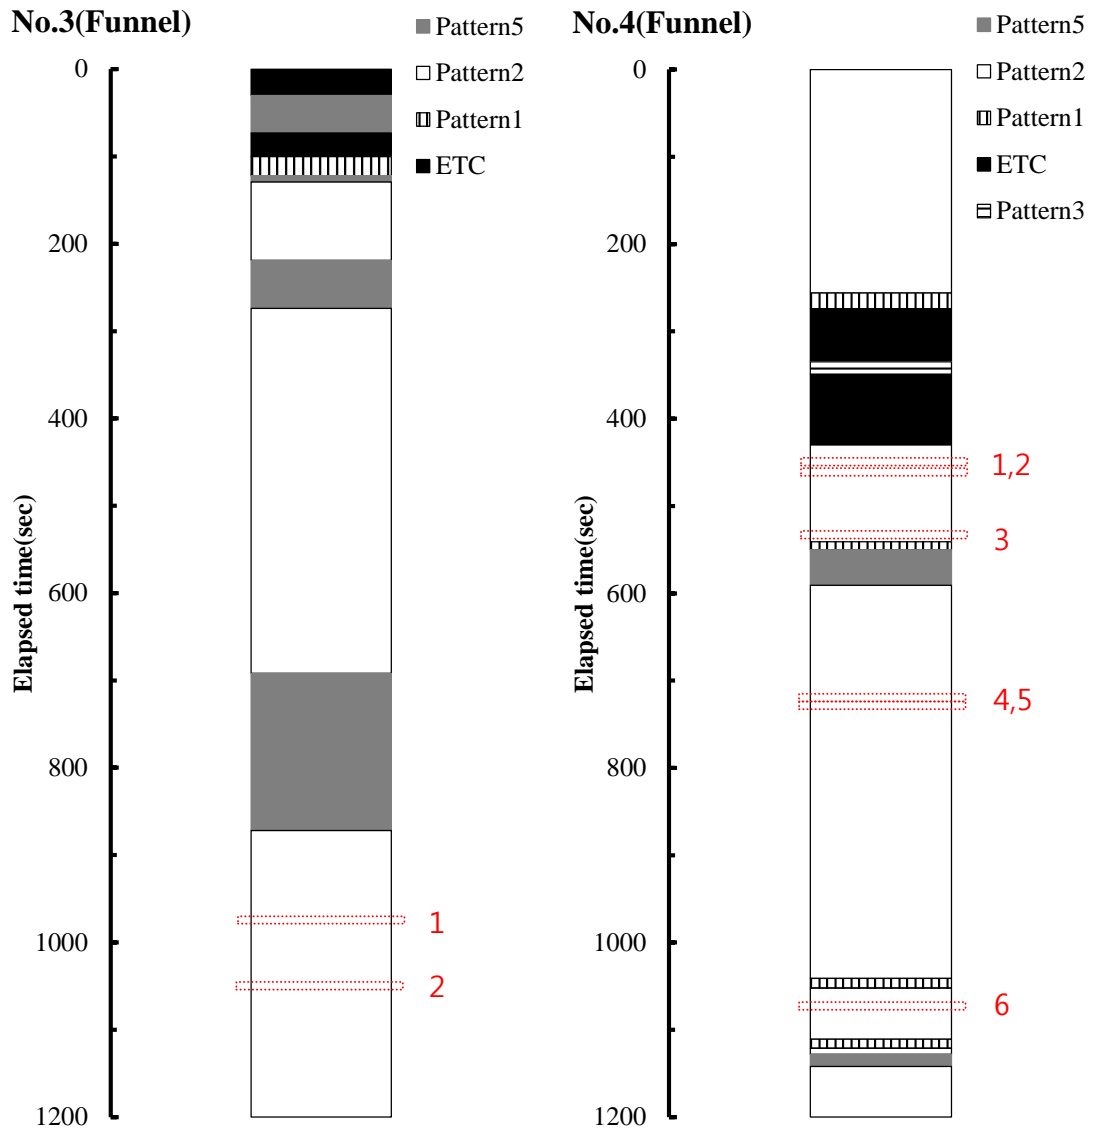 No.3(Funnel)
Pattern5
Pattern2
Pattern1
ETC
0
200
400
600
800
1000
1200
Elapsed time(sec)
1
2
No.4(Funnel)
Pattern5
Pattern2
Pattern1
ETC
Pattern3
0
200
400
600
800
1000
1200
Elapsed time(sec)
1,2
3
4,5
6